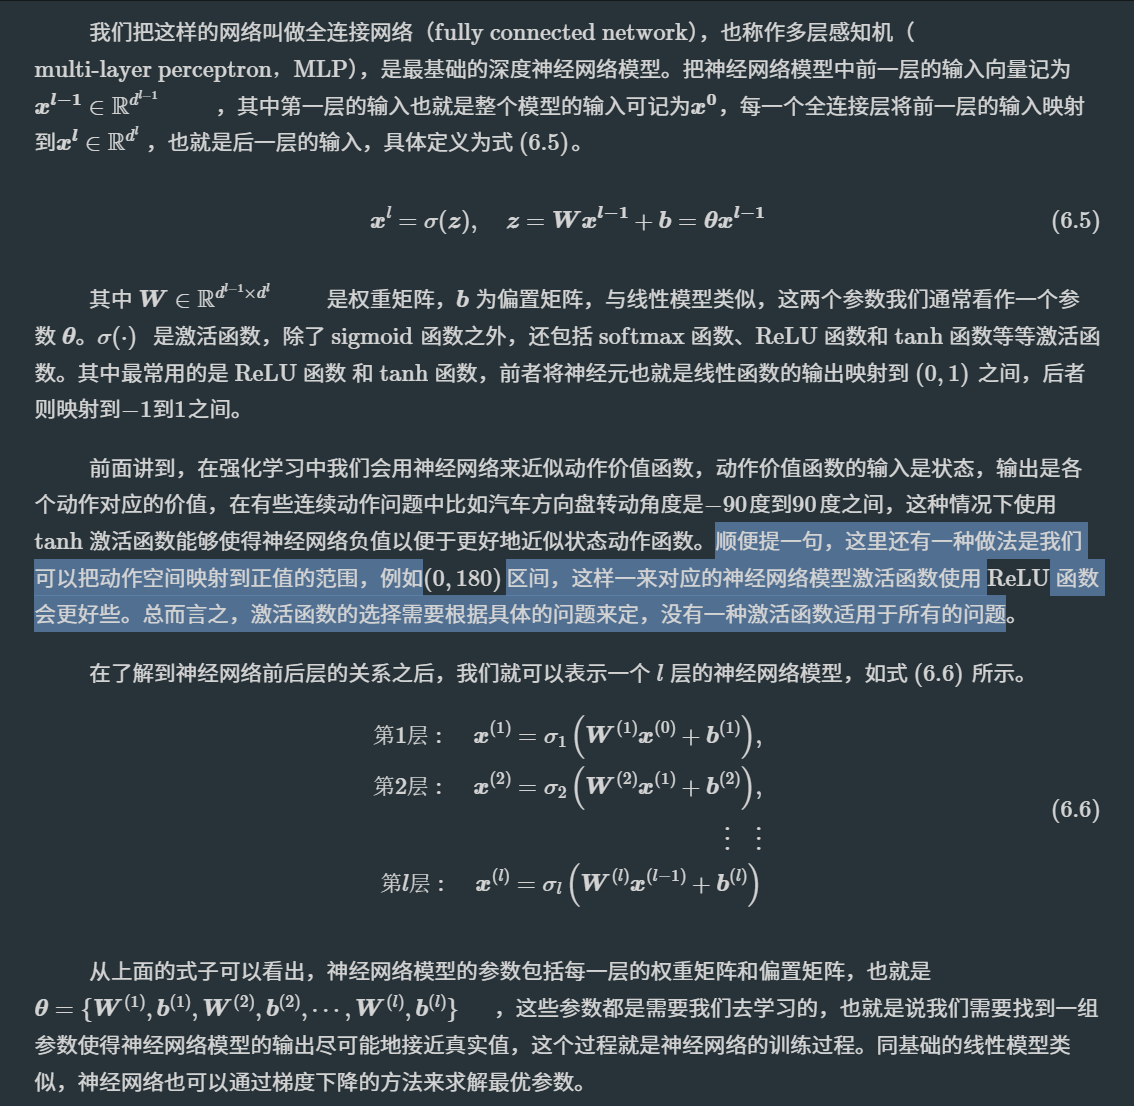 我们把这样的网络叫做全连接网络（fully connected network），也称作多层感知机（
multi-layer perceptron，MLP），是最基础的深度神经网络模型。把神经网络模型中前一层的输入向量记为
$\boldsymbol{x}^{l-1} \in \mathbb{R}^{d^{l-1}}$ ，其中第一层的输入也就是整个模型的输入可记为$\boldsymbol{x}^0$，每一个全连接层将前一层的输入映射
到$\boldsymbol{x}^l \in \mathbb{R}^{d^l}$ ，也就是后一层的输入，具体定义为式 (6.5)。
$\boldsymbol{x}^l = \sigma(\boldsymbol{z}), \quad \boldsymbol{z} = \boldsymbol{W}\boldsymbol{x}^{l-1} + \boldsymbol{b} = \boldsymbol{\theta}\boldsymbol{x}^{l-1}$ (6.5)
其中 $\boldsymbol{W} \in \mathbb{R}^{d^{l-1} \times d^l}$ 是权重矩阵，$\boldsymbol{b}$ 为偏置矩阵，与线性模型类似，这两个参数我们通常看作一个参
数 $\boldsymbol{\theta}$。$\sigma(\cdot)$ 是激活函数，除了 sigmoid 函数之外，还包括 softmax 函数、ReLU 函数和 tanh 函数等等激活函
数。其中最常用的是 ReLU 函数 和 tanh 函数，前者将神经元也就是线性函数的输出映射到 (0, 1) 之间，后者
则映射到−1到1之间。
前面讲到，在强化学习中我们会用神经网络来近似动作价值函数，动作价值函数的输入是状态，输出是各
个动作对应的价值，在有些连续动作问题中比如汽车方向盘转动角度是−90度到90度之间，这种情况下使用
tanh 激活函数能够使得神经网络负值以便于更好地近似状态动作函数。顺便提一句，这里还有一种做法是我们
可以把动作空间映射到正值的范围，例如(0, 180) 区间，这样一来对应的神经网络模型激活函数使用 ReLU 函数
会更好些。总而言之，激活函数的选择需要根据具体的问题来定，没有一种激活函数适用于所有的问题。
在了解到神经网络前后层的关系之后，我们就可以表示一个 $l$ 层的神经网络模型，如式 (6.6) 所示。
第1层： $\boldsymbol{x}^{(1)} = \sigma_1\left(\boldsymbol{W}^{(1)}\boldsymbol{x}^{(0)} + \boldsymbol{b}^{(1)}\right),$
第2层： $\boldsymbol{x}^{(2)} = \sigma_2\left(\boldsymbol{W}^{(2)}\boldsymbol{x}^{(1)} + \boldsymbol{b}^{(2)}\right),$
⋮ ⋮ (6.6)
第$l$层： $\boldsymbol{x}^{(l)} = \sigma_l\left(\boldsymbol{W}^{(l)}\boldsymbol{x}^{(l-1)} + \boldsymbol{b}^{(l)}\right)$
从上面的式子可以看出，神经网络模型的参数包括每一层的权重矩阵和偏置矩阵，也就是
$\boldsymbol{\theta} = \{\boldsymbol{W}^{(1)}, \boldsymbol{b}^{(1)}, \boldsymbol{W}^{(2)}, \boldsymbol{b}^{(2)}, \cdots, \boldsymbol{W}^{(l)}, \boldsymbol{b}^{(l)}\}$ ，这些参数都是需要我们去学习的，也就是说我们需要找到一组
参数使得神经网络模型的输出尽可能地接近真实值，这个过程就是神经网络的训练过程。同基础的线性模型类
似，神经网络也可以通过梯度下降的方法来求解最优参数。